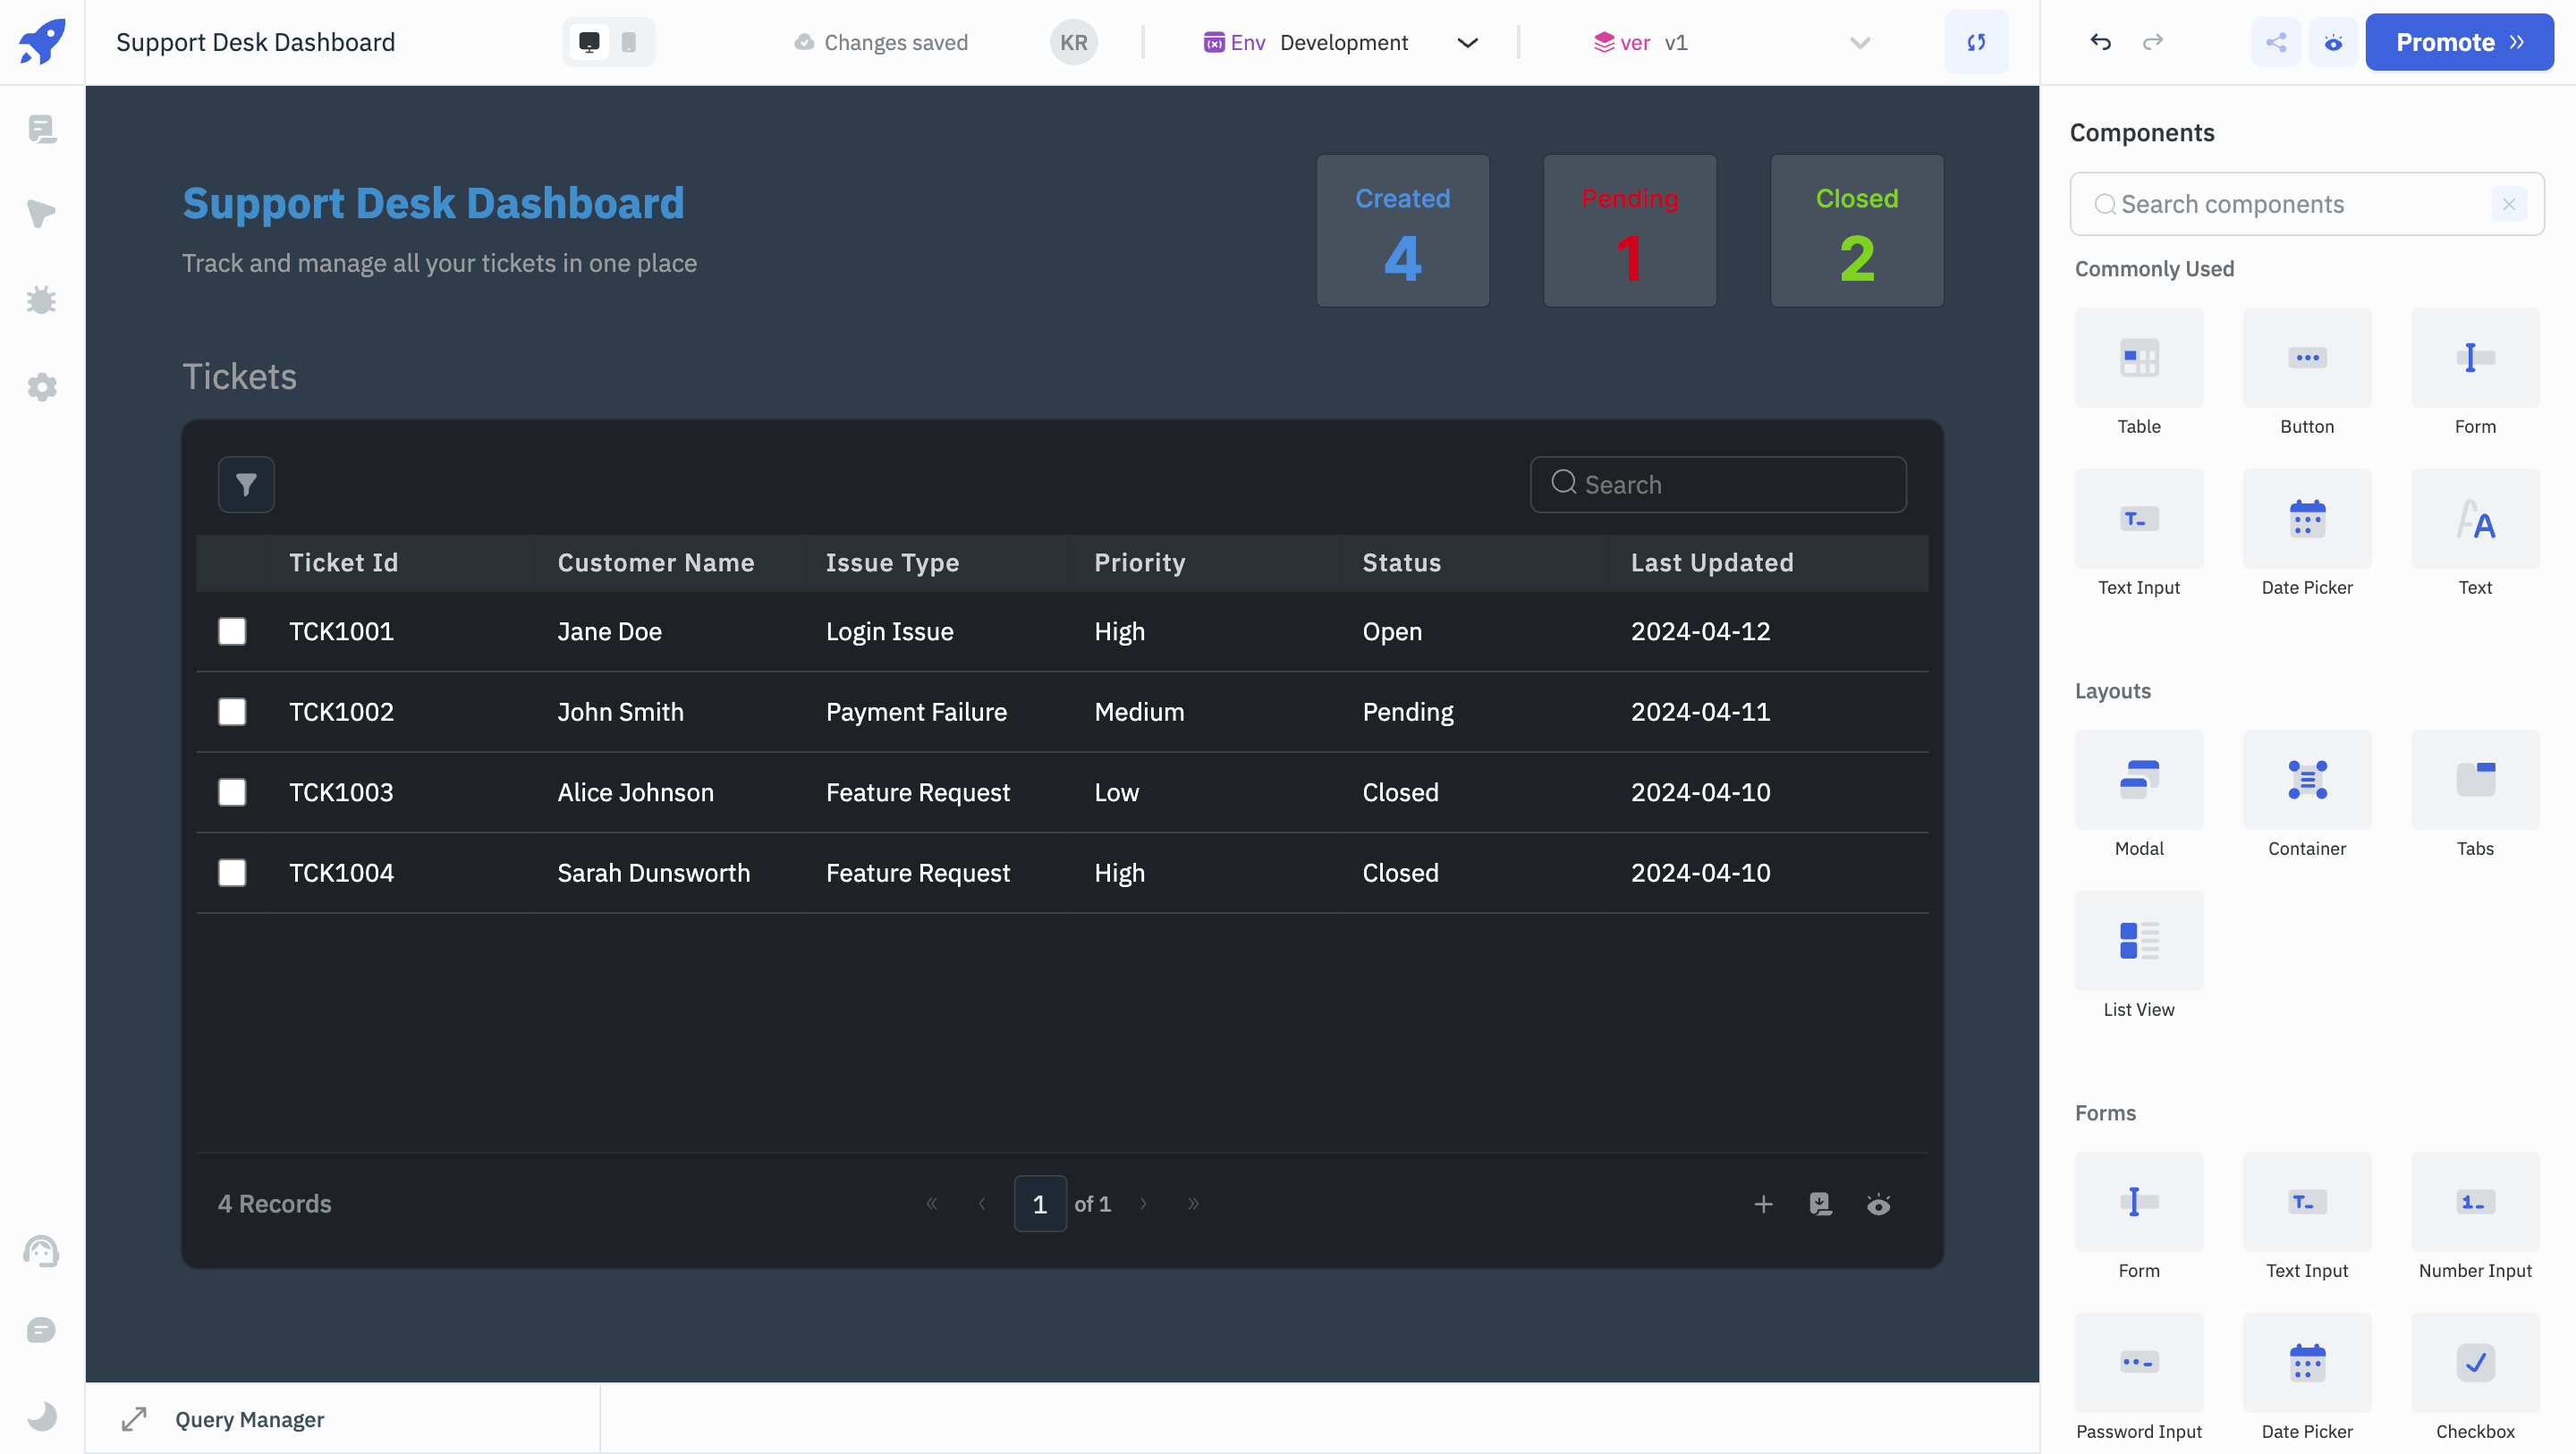 Support Desk Dashboard
Changes saved
KR
Env Development
ver v1
Promote
Support Desk Dashboard
Track and manage all your tickets in one place
Created
4
Pending
1
Closed
2
Tickets
Search
Ticket Id Customer Name Issue Type Priority Status Last Updated
TCK1001 Jane Doe Login Issue High Open 2024-04-12
TCK1002 John Smith Payment Failure Medium Pending 2024-04-11
TCK1003 Alice Johnson Feature Request Low Closed 2024-04-10
TCK1004 Sarah Dunsworth Feature Request High Closed 2024-04-10
4 Records
1 of 1
Query Manager
Components
Search components
Commonly Used
Table Button Form
Text Input Date Picker Text
Layouts
Modal Container Tabs
List View
Forms
Form Text Input Number Input
Password Input Date Picker Checkbox